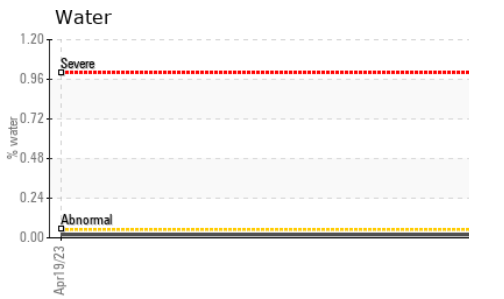 Water
1.20
Severe
0.96
0.72
% water
0.48
0.24
Abnormal
0.00
Apr19/23